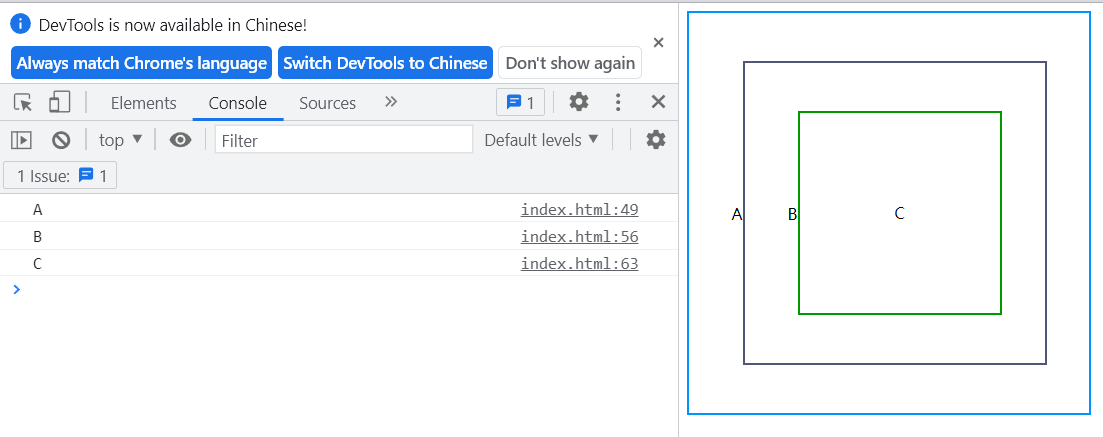 DevTools is now available in Chinese!
Always match Chrome's language Switch DevTools to Chinese Don't show again
Elements Console Sources 1
top Filter Default levels
1 Issue: 1
A index.html:49
B index.html:56
C index.html:63
A B C